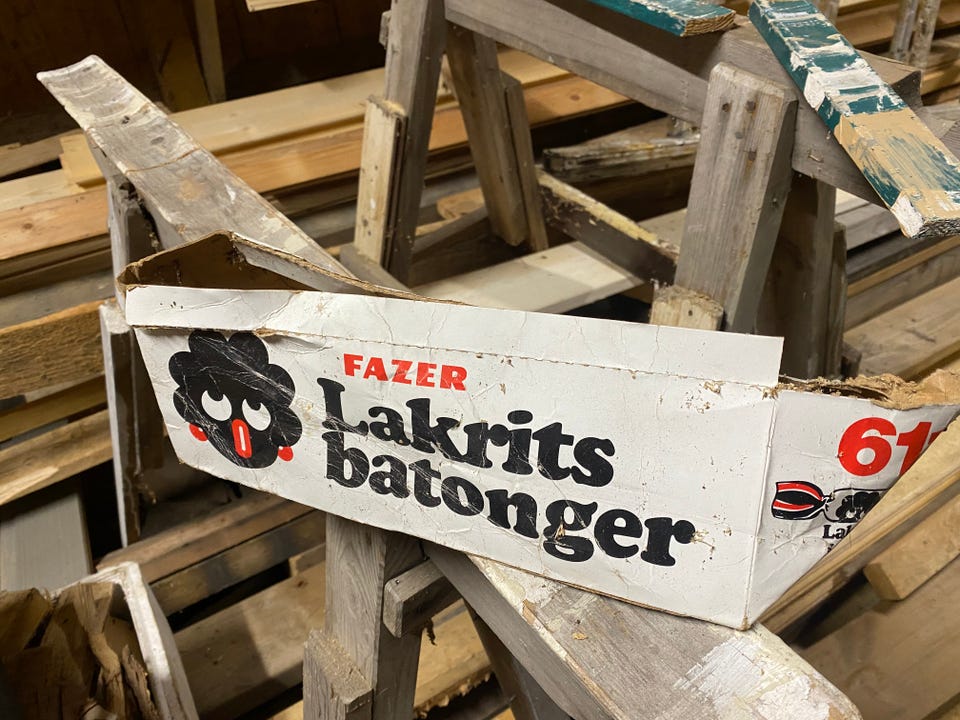 FAZER
Lakrits
batonger
61